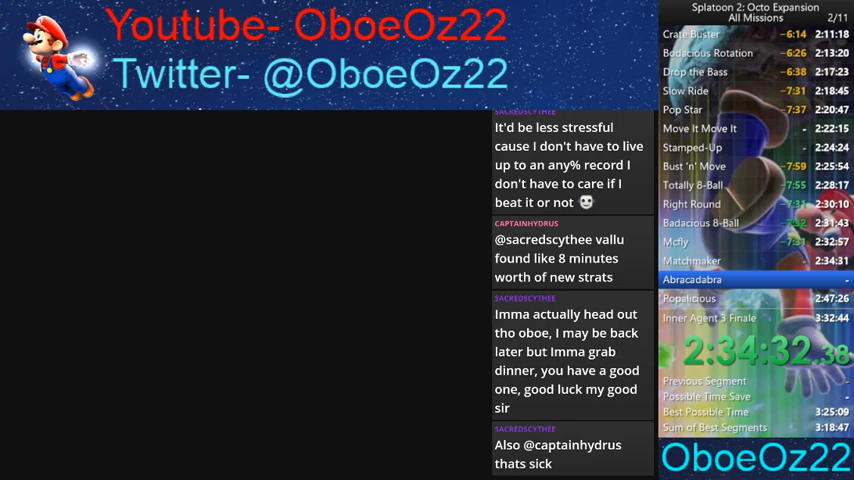 Youtube- OboeOz22
Twitter- @OboeOz22
SACREDSCYTHEE
It'd be less stressful
cause I don't have to live
up to an any% record I
don't have to care if I
beat it or not
CAPTAINHYDRUS
@sacredscythee vallu
found like 8 minutes
worth of new strats
SACREDSCYTHEE
Imma actually head out
tho oboe, I may be back
later but Imma grab
dinner, you have a good
one, good luck my good
sir
SACREDSCYTHEE
Also @captainhydrus
thats sick
Splatoon 2: Octo Expansion
All Missions 2/11
Crate Buster −6:14 2:11:18
Bodacious Rotation −6:26 2:13:20
Drop the Bass −6:38 2:17:23
Slow Ride −7:31 2:18:45
Pop Star −7:37 2:20:47
Move It Move It - 2:22:15
Stamped-Up - 2:24:24
Bust 'n' Move −7:59 2:25:54
Totally 8-Ball −7:55 2:28:17
Right Round −7:31 2:30:10
Badacious 8-Ball −7:32 2:31:43
Mcfly −7:31 2:32:57
Matchmaker - 2:34:31
Abracadabra -
Popalicious 2:47:26
Inner Agent 3 Finale 3:32:44
2:34:32.38
Previous Segment -
Possible Time Save -
Best Possible Time 3:25:09
Sum of Best Segments 3:18:47
OboeOz22